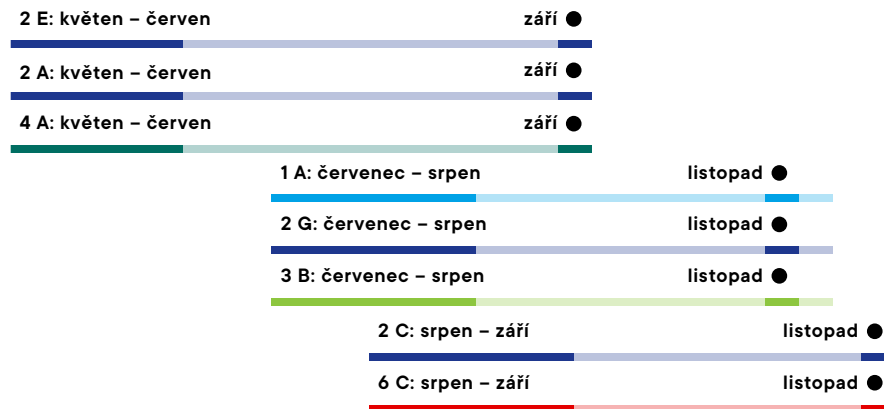 2 E: květen – červen září
2 A: květen – červen září
4 A: květen – červen září
1 A: červenec – srpen listopad
2 G: červenec – srpen listopad
3 B: červenec – srpen listopad
2 C: srpen – září listopad
6 C: srpen – září listopad